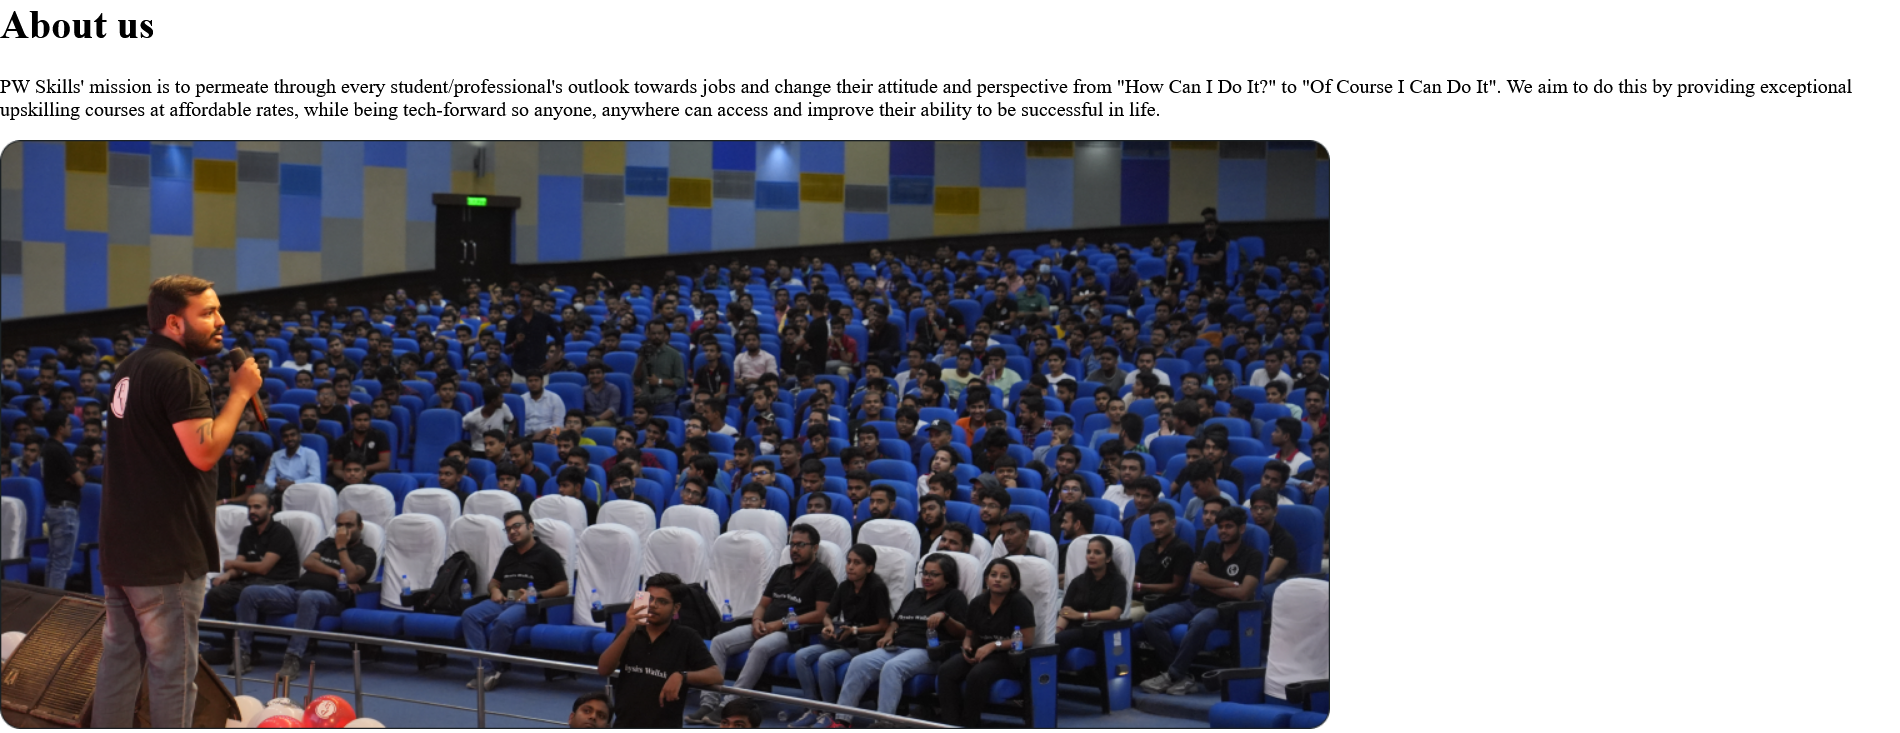 About us
PW Skills' mission is to permeate through every student/professional's outlook towards jobs and change their attitude and perspective from "How Can I Do It?" to "Of Course I Can Do It". We aim to do this by providing exceptional
upskilling courses at affordable rates, while being tech-forward so anyone, anywhere can access and improve their ability to be successful in life.